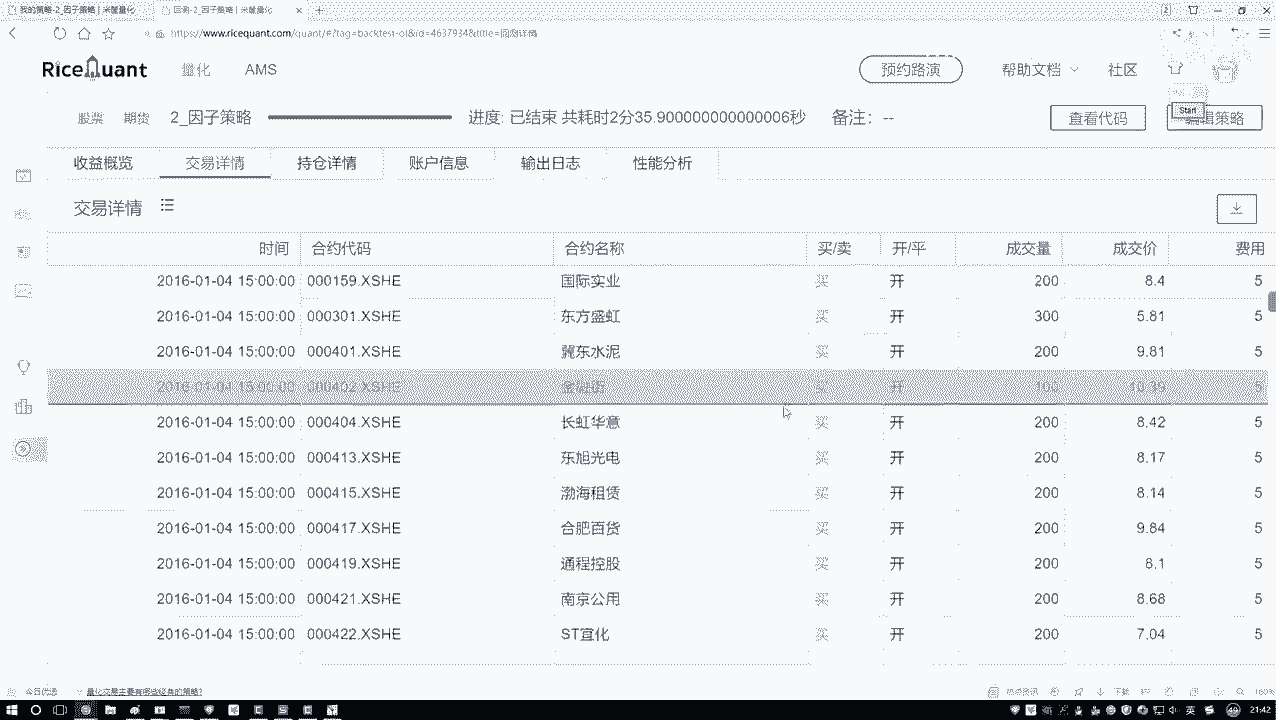 我的策略-2_因子策略 | 米筐量化 回测-2_因子策略 | 米筐量化
https://www.ricequant.com/quant/#?tag=backtest-ol&id=4637934&title=回测详情
RiceQuant 量化 AMS 预约路演 帮助文档 社区
股票 期货 2_因子策略 进度: 已结束 共耗时2分35.900000000000006秒 备注: -- 查看代码 编辑策略
Start
收益概览 交易详情 持仓详情 账户信息 输出日志 性能分析
交易详情
时间 合约代码 合约名称 买/卖 开/平 成交量 成交价 费用
2016-01-04 15:00:00 000159.XSHE 国际实业 买 开 200 8.4 5
2016-01-04 15:00:00 000301.XSHE 东方盛虹 买 开 300 5.81 5
2016-01-04 15:00:00 000401.XSHE 冀东水泥 买 开 200 9.81 5
2016-01-04 15:00:00 000402.XSHE 金融街 买 开 100 10.39 5
2016-01-04 15:00:00 000404.XSHE 长虹华意 买 开 200 8.42 5
2016-01-04 15:00:00 000413.XSHE 东旭光电 买 开 200 8.17 5
2016-01-04 15:00:00 000415.XSHE 渤海租赁 买 开 200 8.14 5
2016-01-04 15:00:00 000417.XSHE 合肥百货 买 开 200 9.84 5
2016-01-04 15:00:00 000419.XSHE 通程控股 买 开 200 8.1 5
2016-01-04 15:00:00 000421.XSHE 南京公用 买 开 200 8.68 5
2016-01-04 15:00:00 000422.XSHE ST宜化 买 开 200 7.04 5
今日优选 量化交易主要有哪些经典的策略? 热点资讯 下载 160%
英 21:42